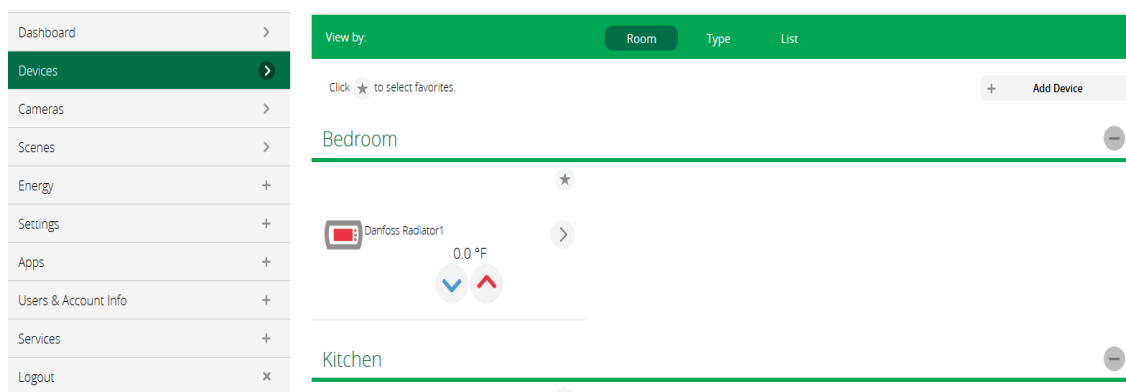 Dashboard
Devices
Cameras
Scenes
Energy
Settings
Apps
Users & Account Info
Services
Logout
View by:
Room
Type
List
Click ★ to select favorites.
+ Add Device
Bedroom
Danfoss Radiator1
0.0 °F
Kitchen